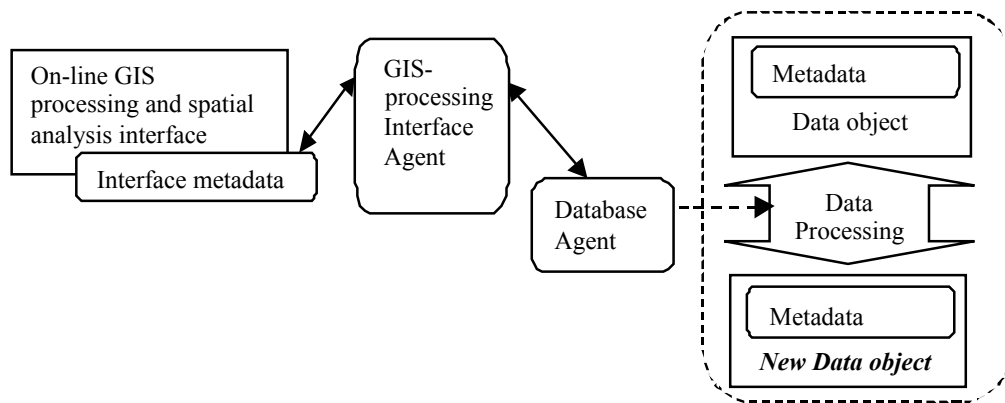 On-line GIS
processing and spatial
analysis interface
Interface metadata
GIS-
processing
Interface
Agent
Database
Agent
Metadata
Data object
Data
Processing
Metadata
New Data object